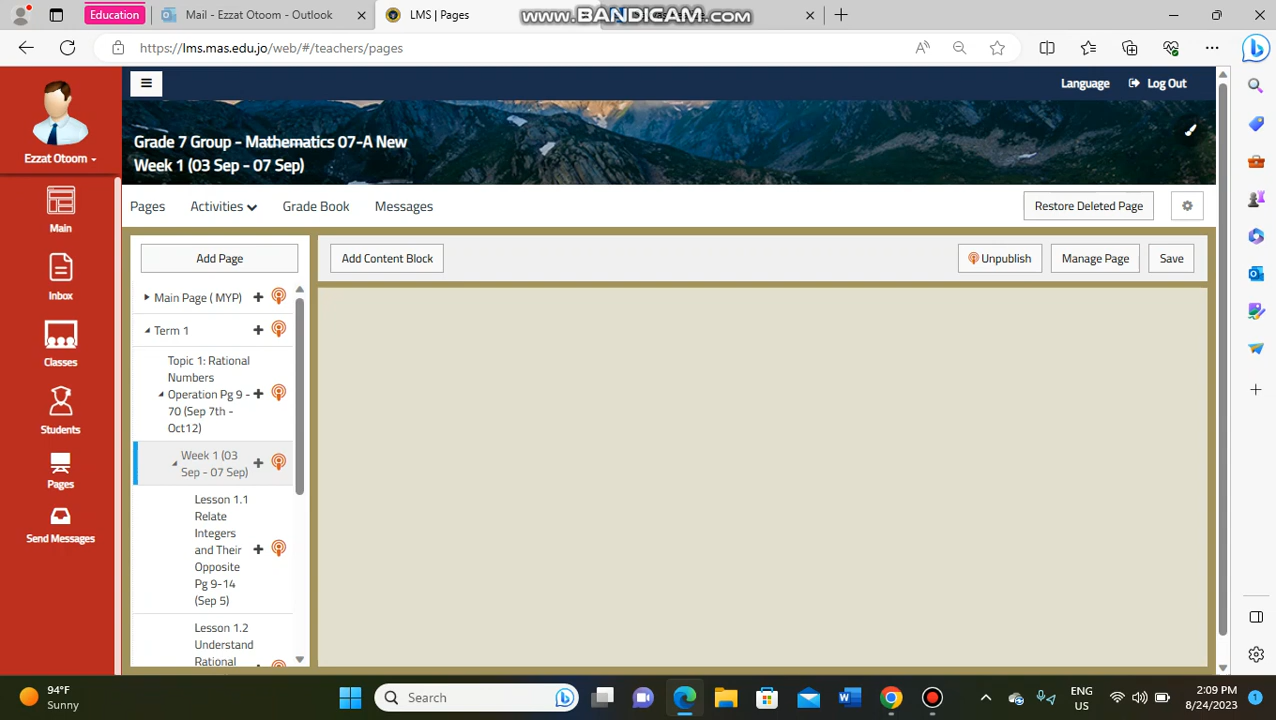 Education
Mail - Ezzat Otoom - Outlook
LMS | Pages
WWW.BANDICAM.COM
https://lms.mas.edu.jo/web/#/teachers/pages
Language
Log Out
Ezzat Otoom
Grade 7 Group - Mathematics 07-A New
Week 1 (03 Sep - 07 Sep)
Pages
Activities
Grade Book
Messages
Restore Deleted Page
Main
Inbox
Classes
Students
Pages
Send Messages
Add Page
Add Content Block
Unpublish
Manage Page
Save
Main Page ( MYP)
Term 1
Topic 1: Rational
Numbers
Operation Pg 9 -
70 (Sep 7th -
Oct12)
Week 1 (03
Sep - 07 Sep)
Lesson 1.1
Relate
Integers
and Their
Opposite
Pg 9-14
(Sep 5)
Lesson 1.2
Understand
Rational
94°F
Sunny
Search
ENG
US
2:09 PM
8/24/2023
1